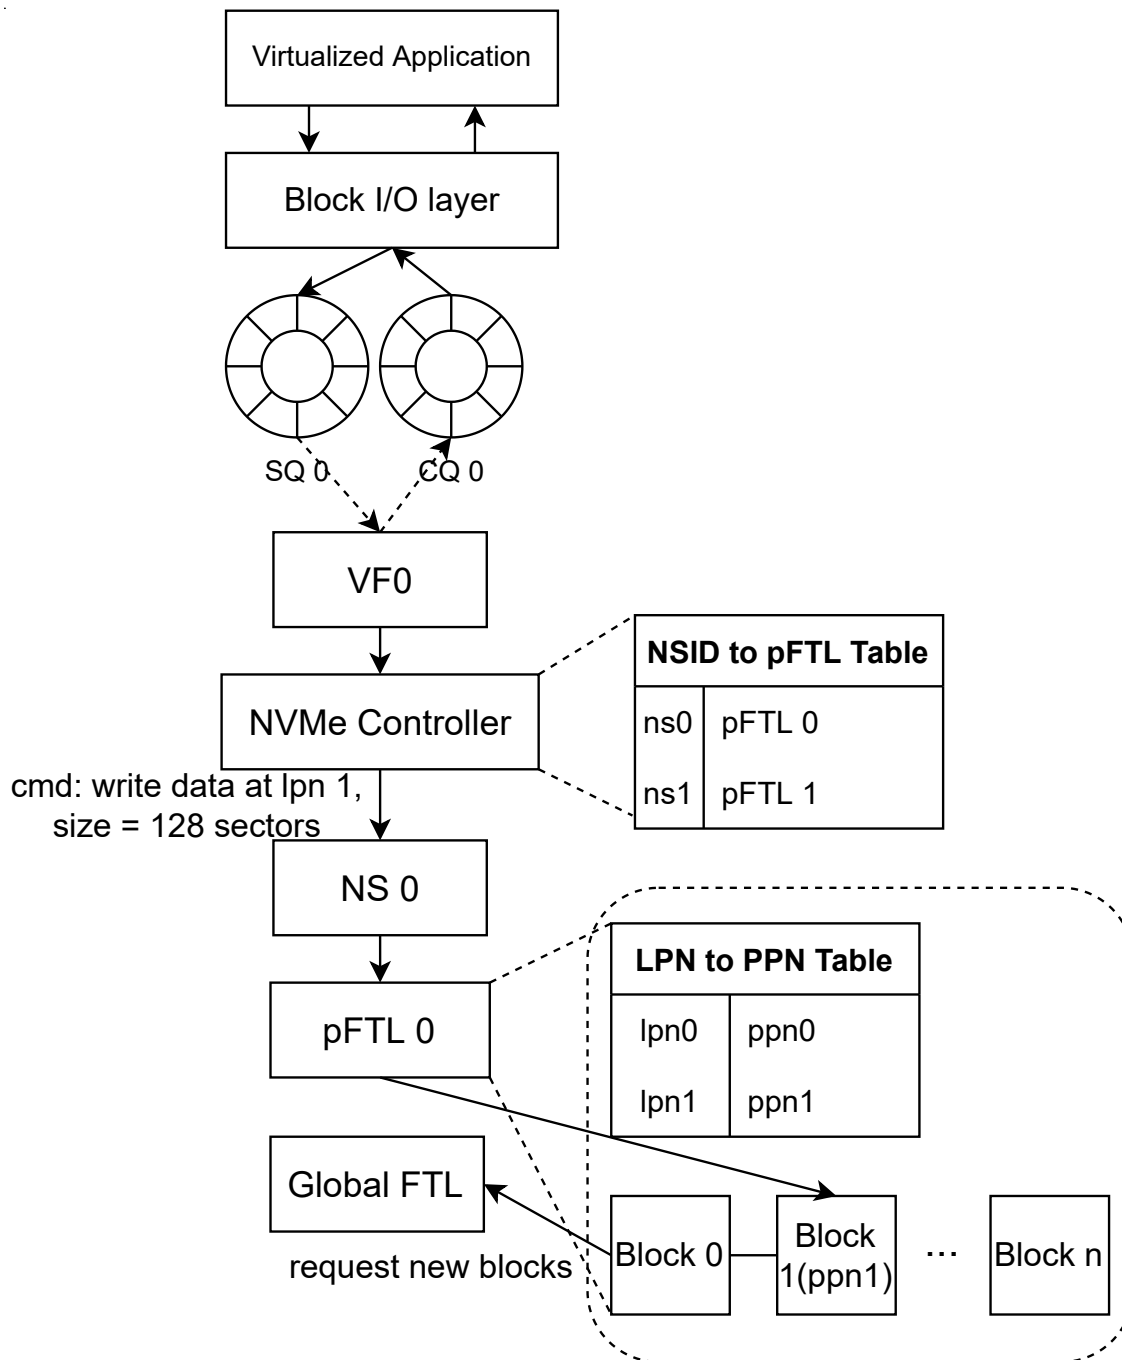 Virtualized Application
Block I/O layer
SQ 0
CQ 0
VF0
NVMe Controller
NSID to pFTL Table
ns0 pFTL 0
ns1 pFTL 1
cmd: write data at lpn 1,
size = 128 sectors
NS 0
pFTL 0
LPN to PPN Table
lpn0 ppn0
lpn1 ppn1
Global FTL
request new blocks
Block 0
Block
1(ppn1)
...
Block n